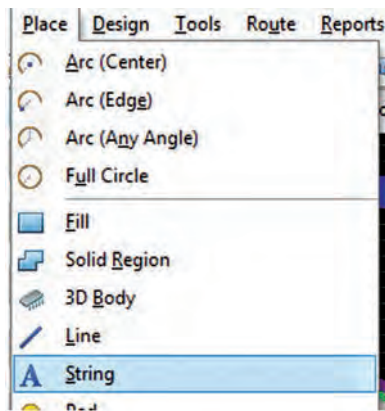 Place Design Tools Route Reports
Arc (Center)
Arc (Edge)
Arc (Any Angle)
Full Circle
Fill
Solid Region
3D Body
Line
String